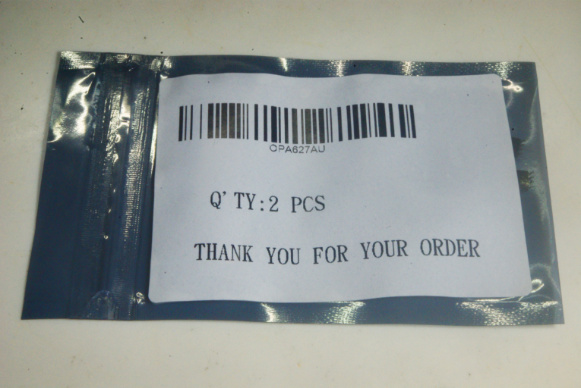 OPA627AU
Q'TY:2 PCS
THANK YOU FOR YOUR ORDER